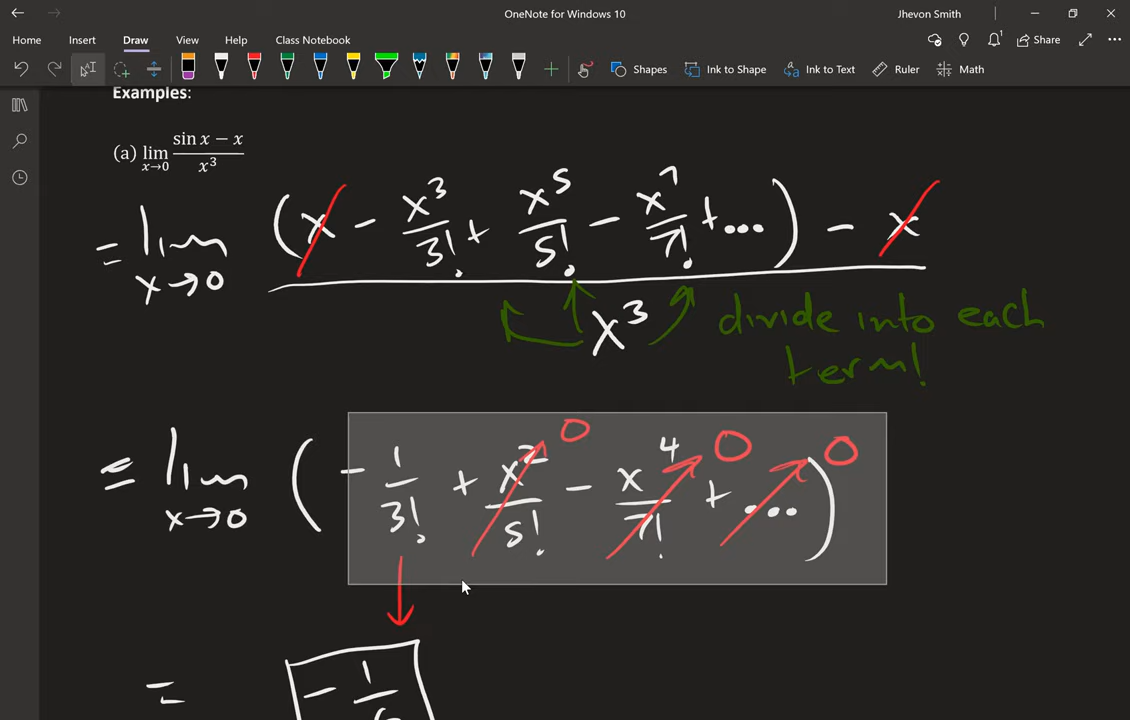 OneNote for Windows 10
Jhevon Smith
Home Insert Draw View Help Class Notebook
Share
Shapes Ink to Shape Ink to Text Ruler Math
Examples:
(a) lim x→0 (sin x − x)/x³
= lim x→0 ((x − x³/3! + x⁵/5! − x⁷/7! + ...) − x)/x³
divide into each
term!
= lim x→0 (− 1/3! + x²/5! − x⁴/7! + ...)
0 0 0
= − 1/6